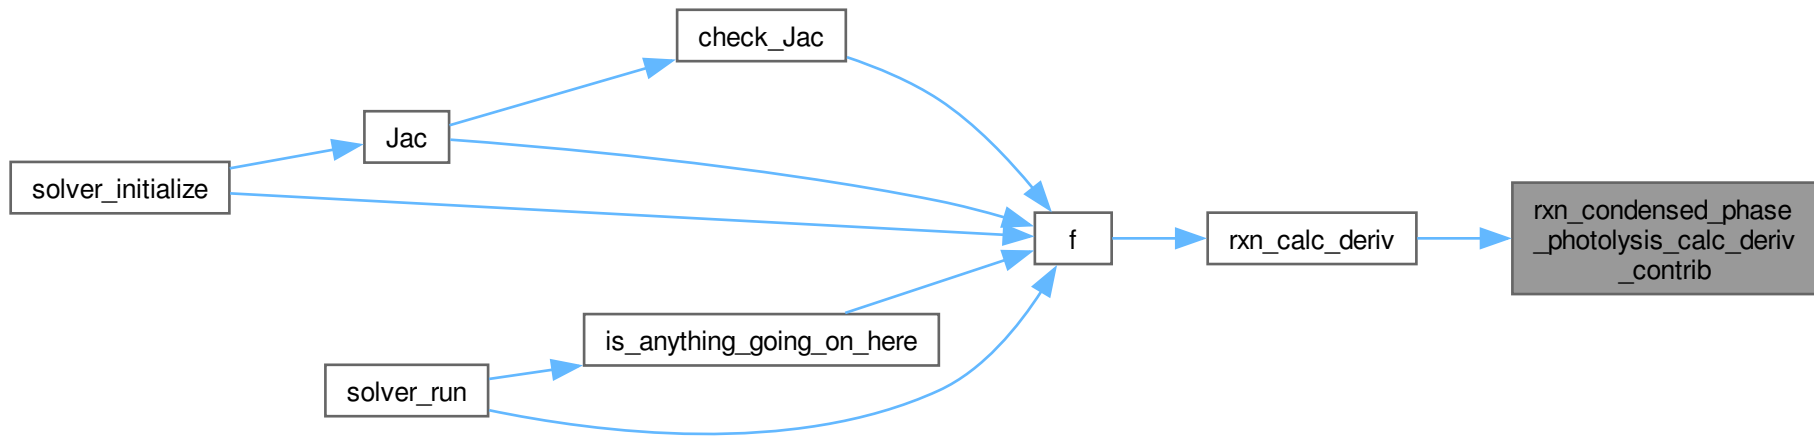 check_Jac
Jac
solver_initialize
rxn_condensed_phase
_photolysis_calc_deriv
_contrib
f
rxn_calc_deriv
is_anything_going_on_here
solver_run